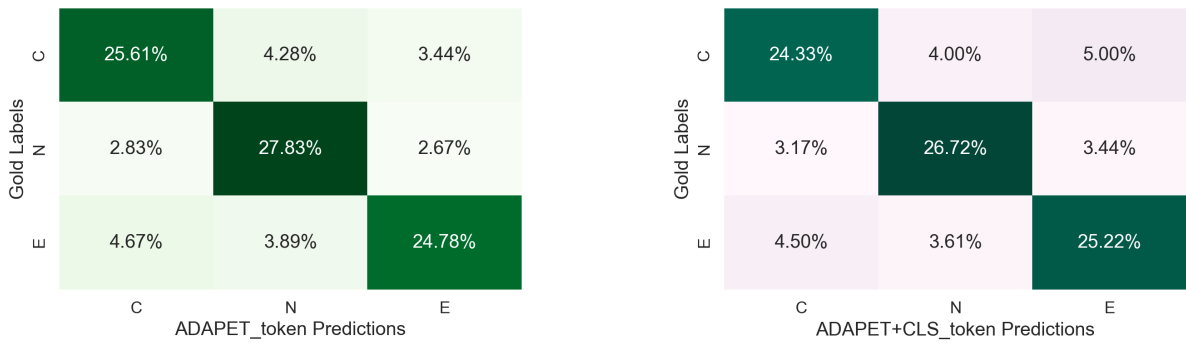 C 25.61% 4.28% 3.44%
N 2.83% 27.83% 2.67%
E 4.67% 3.89% 24.78%
Gold Labels
C N E
ADAPET_token Predictions
C 24.33% 4.00% 5.00%
N 3.17% 26.72% 3.44%
E 4.50% 3.61% 25.22%
Gold Labels
C N E
ADAPET+CLS_token Predictions